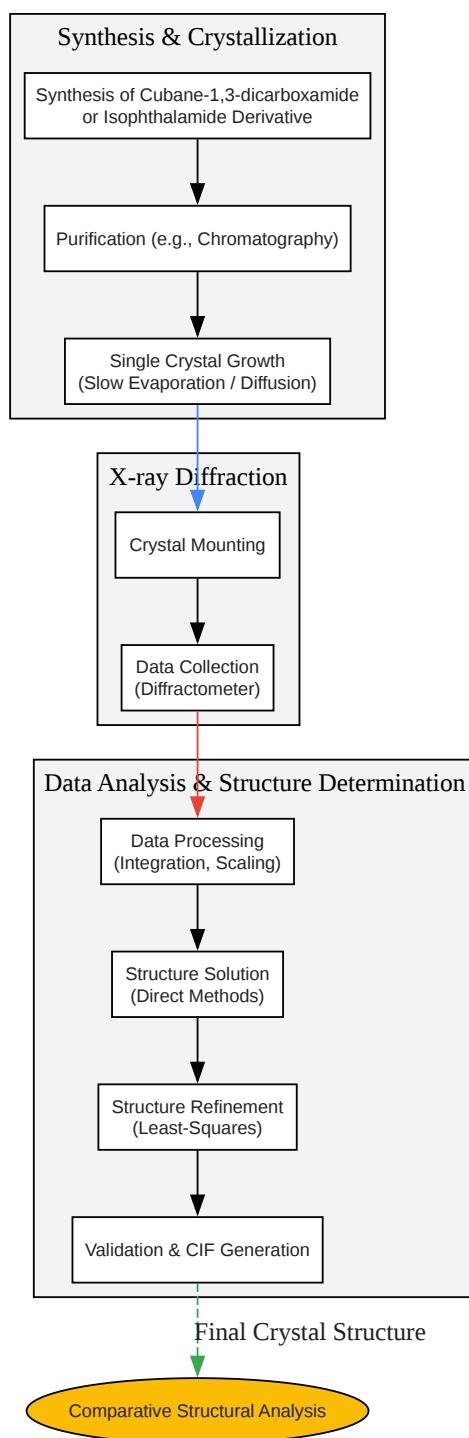 Synthesis & Crystallization
Synthesis of Cubane-1,3-dicarboxamide
or Isophthalamide Derivative
Purification (e.g., Chromatography)
Single Crystal Growth
(Slow Evaporation / Diffusion)
X-ray Diffraction
Crystal Mounting
Data Collection
(Diffractometer)
Data Analysis & Structure Determination
Data Processing
(Integration, Scaling)
Structure Solution
(Direct Methods)
Structure Refinement
(Least-Squares)
Validation & CIF Generation
Final Crystal Structure
Comparative Structural Analysis